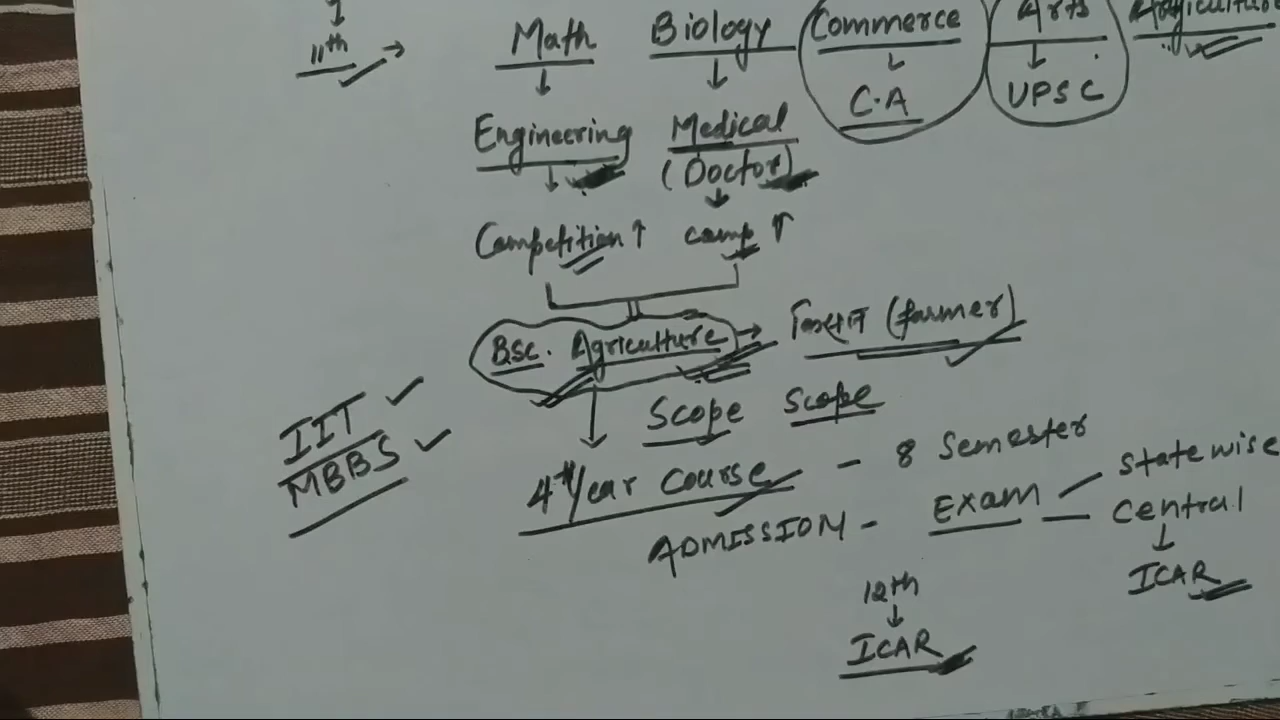 11th → Math Biology Commerce Arts Agriculture
↓ ↓ ↓ ↓
Engineering Medical C.A UPSC
(Doctor)
↓ ↓
Competition ↑ comp ↑
BSc. Agriculture → किसान (farmer)
Scope Scope
IIT ✓
MBBS ✓
4th Year Course - 8 Semester
ADMISSION - Exam Statewise
Central
↓
ICAR
12th
↓
ICAR